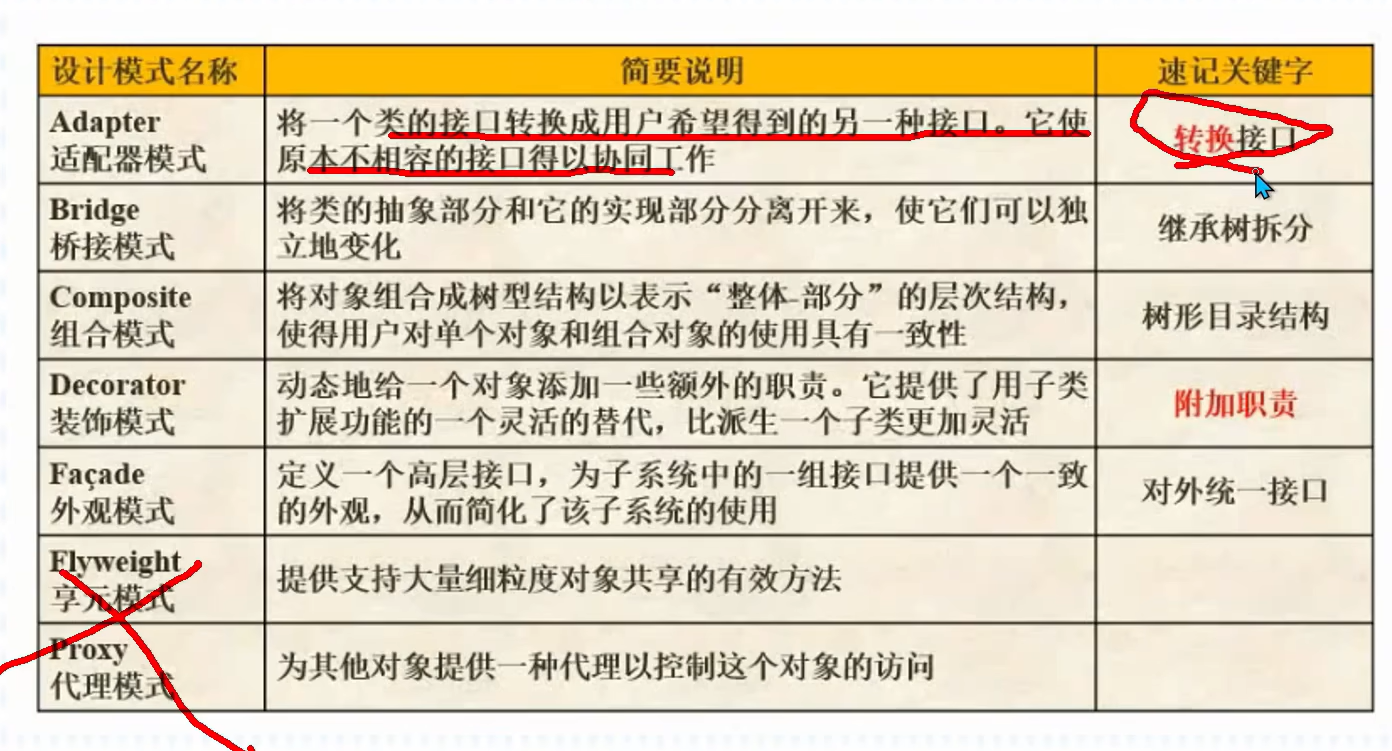 设计模式名称 简要说明 速记关键字
Adapter
适配器模式
将一个类的接口转换成用户希望得到的另一种接口。它使
原本不相容的接口得以协同工作
转换接口
Bridge
桥接模式
将类的抽象部分和它的实现部分分离开来，使它们可以独
立地变化
继承树拆分
Composite
组合模式
将对象组合成树型结构以表示“整体-部分”的层次结构，
使得用户对单个对象和组合对象的使用具有一致性
树形目录结构
Decorator
装饰模式
动态地给一个对象添加一些额外的职责。它提供了用子类
扩展功能的一个灵活的替代，比派生一个子类更加灵活
附加职责
Façade
外观模式
定义一个高层接口，为子系统中的一组接口提供一个一致
的外观，从而简化了该子系统的使用
对外统一接口
Flyweight
享元模式
提供支持大量细粒度对象共享的有效方法
Proxy
代理模式
为其他对象提供一种代理以控制这个对象的访问